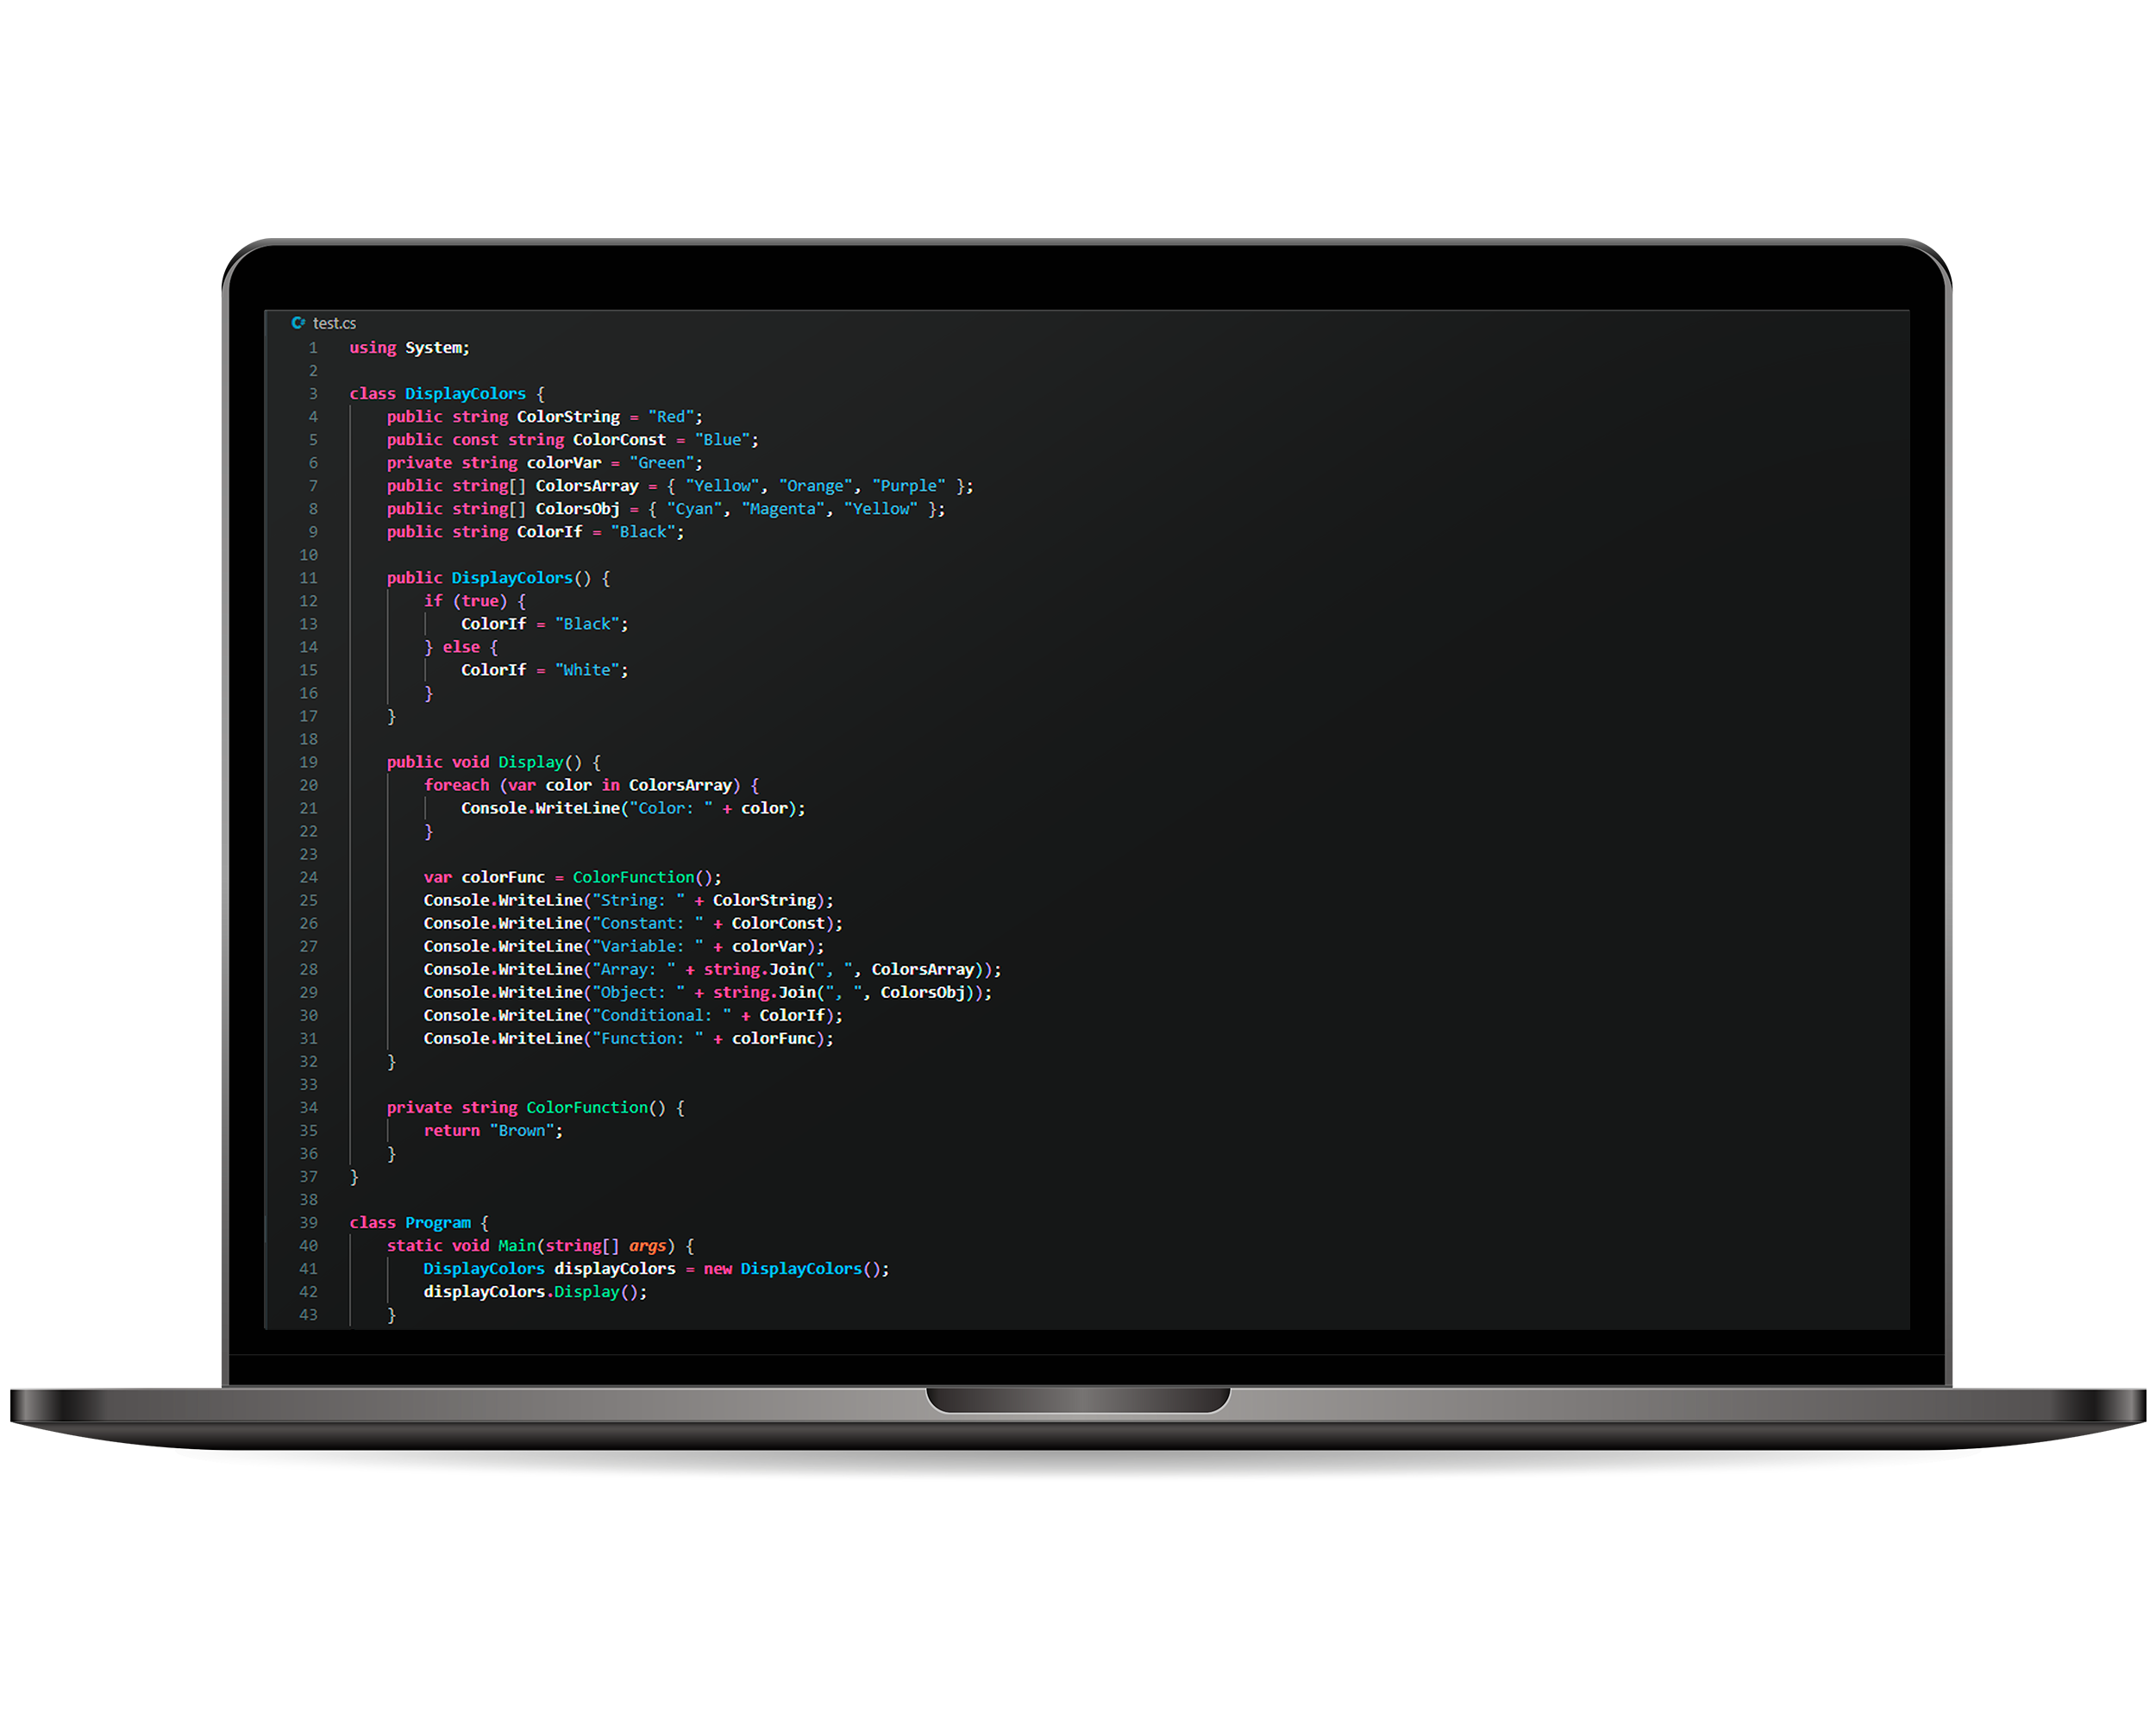 test.cs
1 using System;
2
3 class DisplayColors {
4 public string ColorString = "Red";
5 public const string ColorConst = "Blue";
6 private string colorVar = "Green";
7 public string[] ColorsArray = { "Yellow", "Orange", "Purple" };
8 public string[] ColorsObj = { "Cyan", "Magenta", "Yellow" };
9 public string ColorIf = "Black";
10
11 public DisplayColors() {
12 if (true) {
13 ColorIf = "Black";
14 } else {
15 ColorIf = "White";
16 }
17 }
18
19 public void Display() {
20 foreach (var color in ColorsArray) {
21 Console.WriteLine("Color: " + color);
22 }
23
24 var colorFunc = ColorFunction();
25 Console.WriteLine("String: " + ColorString);
26 Console.WriteLine("Constant: " + ColorConst);
27 Console.WriteLine("Variable: " + colorVar);
28 Console.WriteLine("Array: " + string.Join(", ", ColorsArray));
29 Console.WriteLine("Object: " + string.Join(", ", ColorsObj));
30 Console.WriteLine("Conditional: " + ColorIf);
31 Console.WriteLine("Function: " + colorFunc);
32 }
33
34 private string ColorFunction() {
35 return "Brown";
36 }
37 }
38
39 class Program {
40 static void Main(string[] args) {
41 DisplayColors displayColors = new DisplayColors();
42 displayColors.Display();
43 }